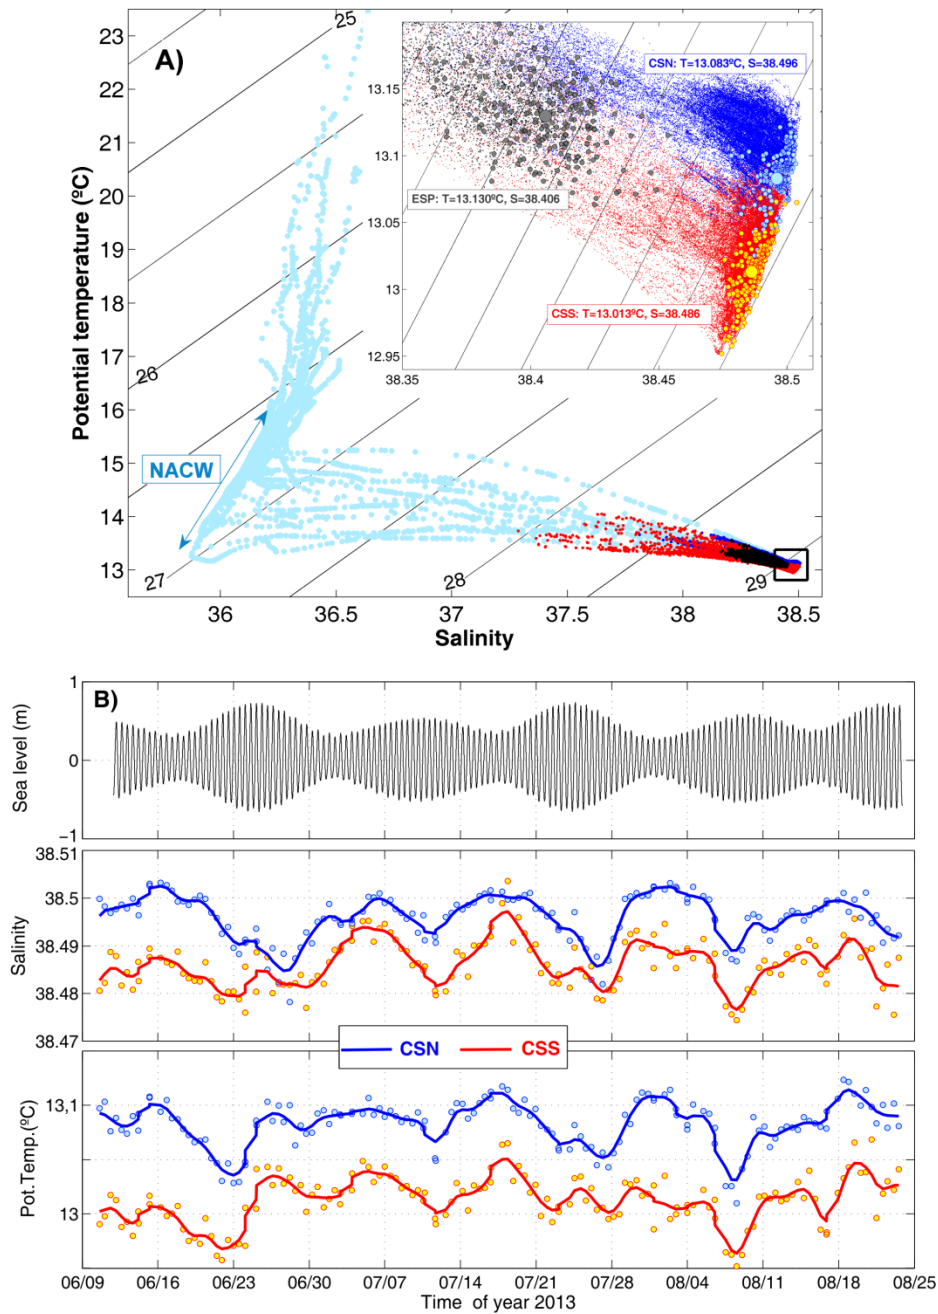 A)
Potential temperature (ºC)
23
22
21
20
19
18
17
16
15
14
13
25
26
27
28
29
NACW
36
36.5
37
37.5
38
38.5
Salinity
13.15
13.1
13.05
13
12.95
38.35
38.4
38.45
38.5
CSN: T=13.083ºC, S=38.496
ESP: T=13.130ºC, S=38.406
CSS: T=13.013ºC, S=38.486
B)
Sea level (m)
1
0
−1
Salinity
38.51
38.5
38.49
38.48
38.47
CSN
CSS
Pot.Temp.(ºC)
13,1
13
06/09 06/16 06/23 06/30 07/07 07/14 07/21 07/28 08/04 08/11 08/18 08/25
Time of year 2013